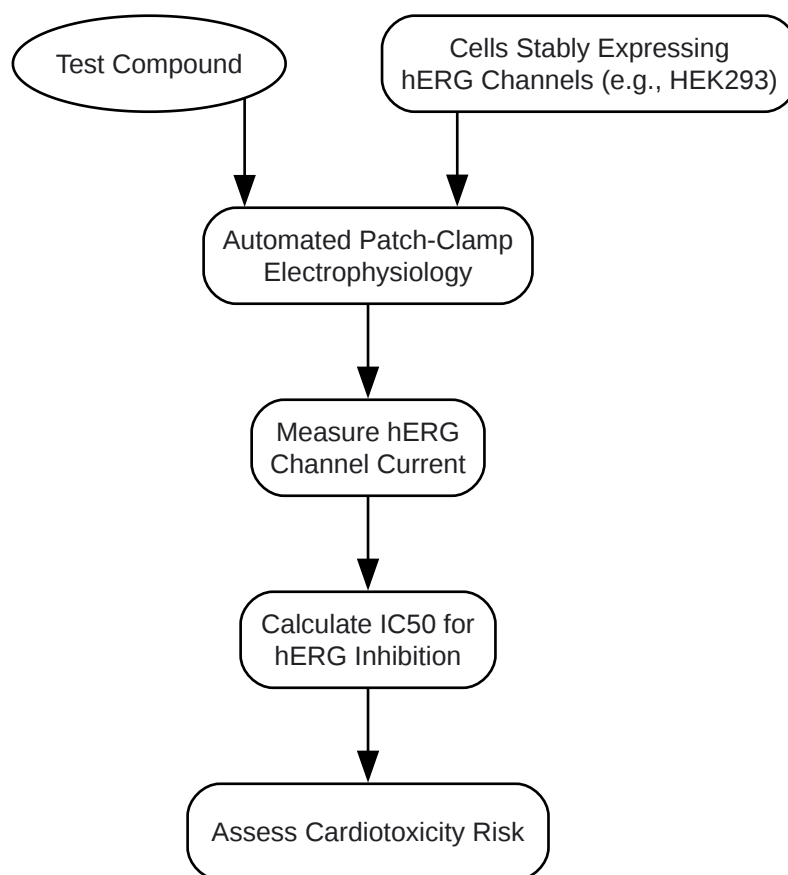 Test Compound
Cells Stably Expressing
hERG Channels (e.g., HEK293)
Automated Patch-Clamp
Electrophysiology
Measure hERG
Channel Current
Calculate IC50 for
hERG Inhibition
Assess Cardiotoxicity Risk